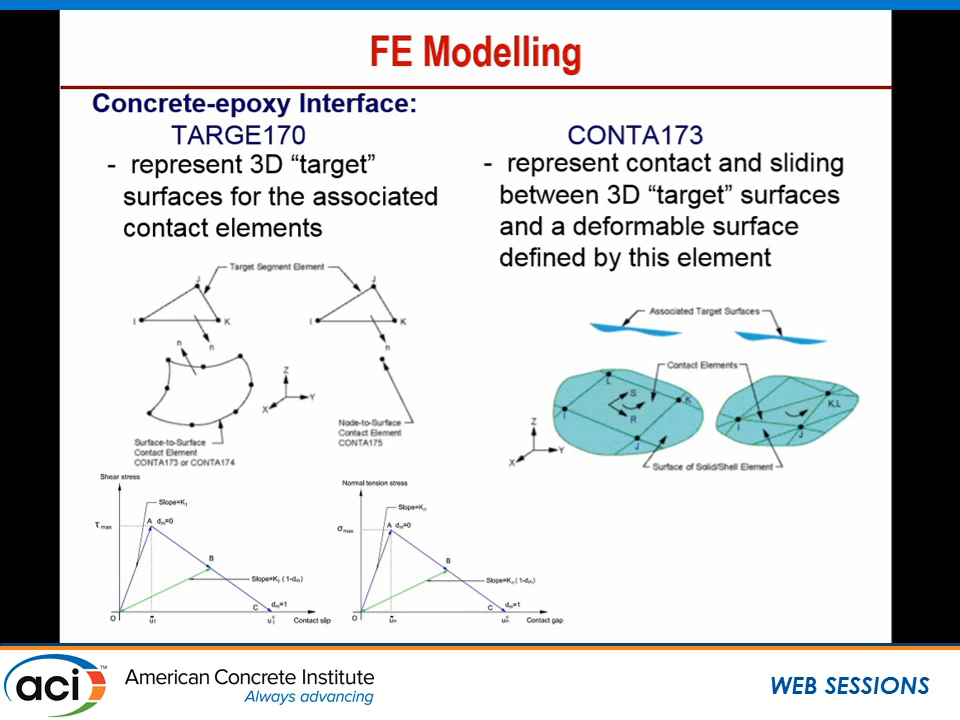 FE Modelling
Concrete-epoxy Interface:
TARGE170
- represent 3D “target”
surfaces for the associated
contact elements
CONTA173
- represent contact and sliding
between 3D “target” surfaces
and a deformable surface
defined by this element
Target Segment Element
J
I
K
n
J
I
K
n
n
Z
Y
X
Surface-to-Surface
Contact Element
CONTA173 or CONTA174
Node-to-Surface
Contact Element
CONTA175
Associated Target Surfaces
Contact Elements
L
S
K
I
R
J
K,L
I
J
Z
Y
X
Surface of Solid/Shell Element
Shear stress
Slope=Kt
τmax
A dm=0
B
Slope=Kt (1-dm)
C dm=1
O
ūt
utc
Contact slip
Normal tension stress
Slope=Kn
σmax
A dm=0
B
Slope=Kn (1-dm)
C dm=1
O
ūn
unc
Contact gap
aci
TM
American Concrete Institute
Always advancing
WEB SESSIONS